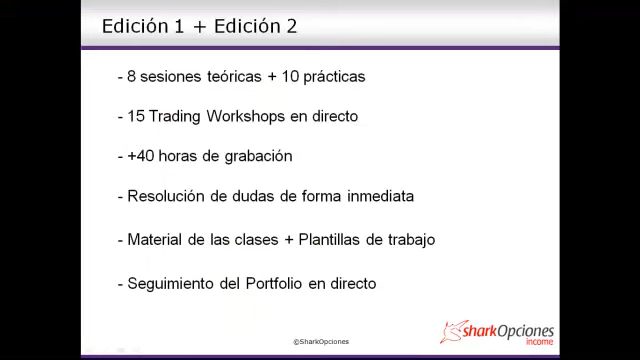 Edición 1 + Edición 2
- 8 sesiones teóricas + 10 prácticas
- 15 Trading Workshops en directo
- +40 horas de grabación
- Resolución de dudas de forma inmediata
- Material de las clases + Plantillas de trabajo
- Seguimiento del Portfolio en directo
©SharkOpciones
sharkOpciones
income